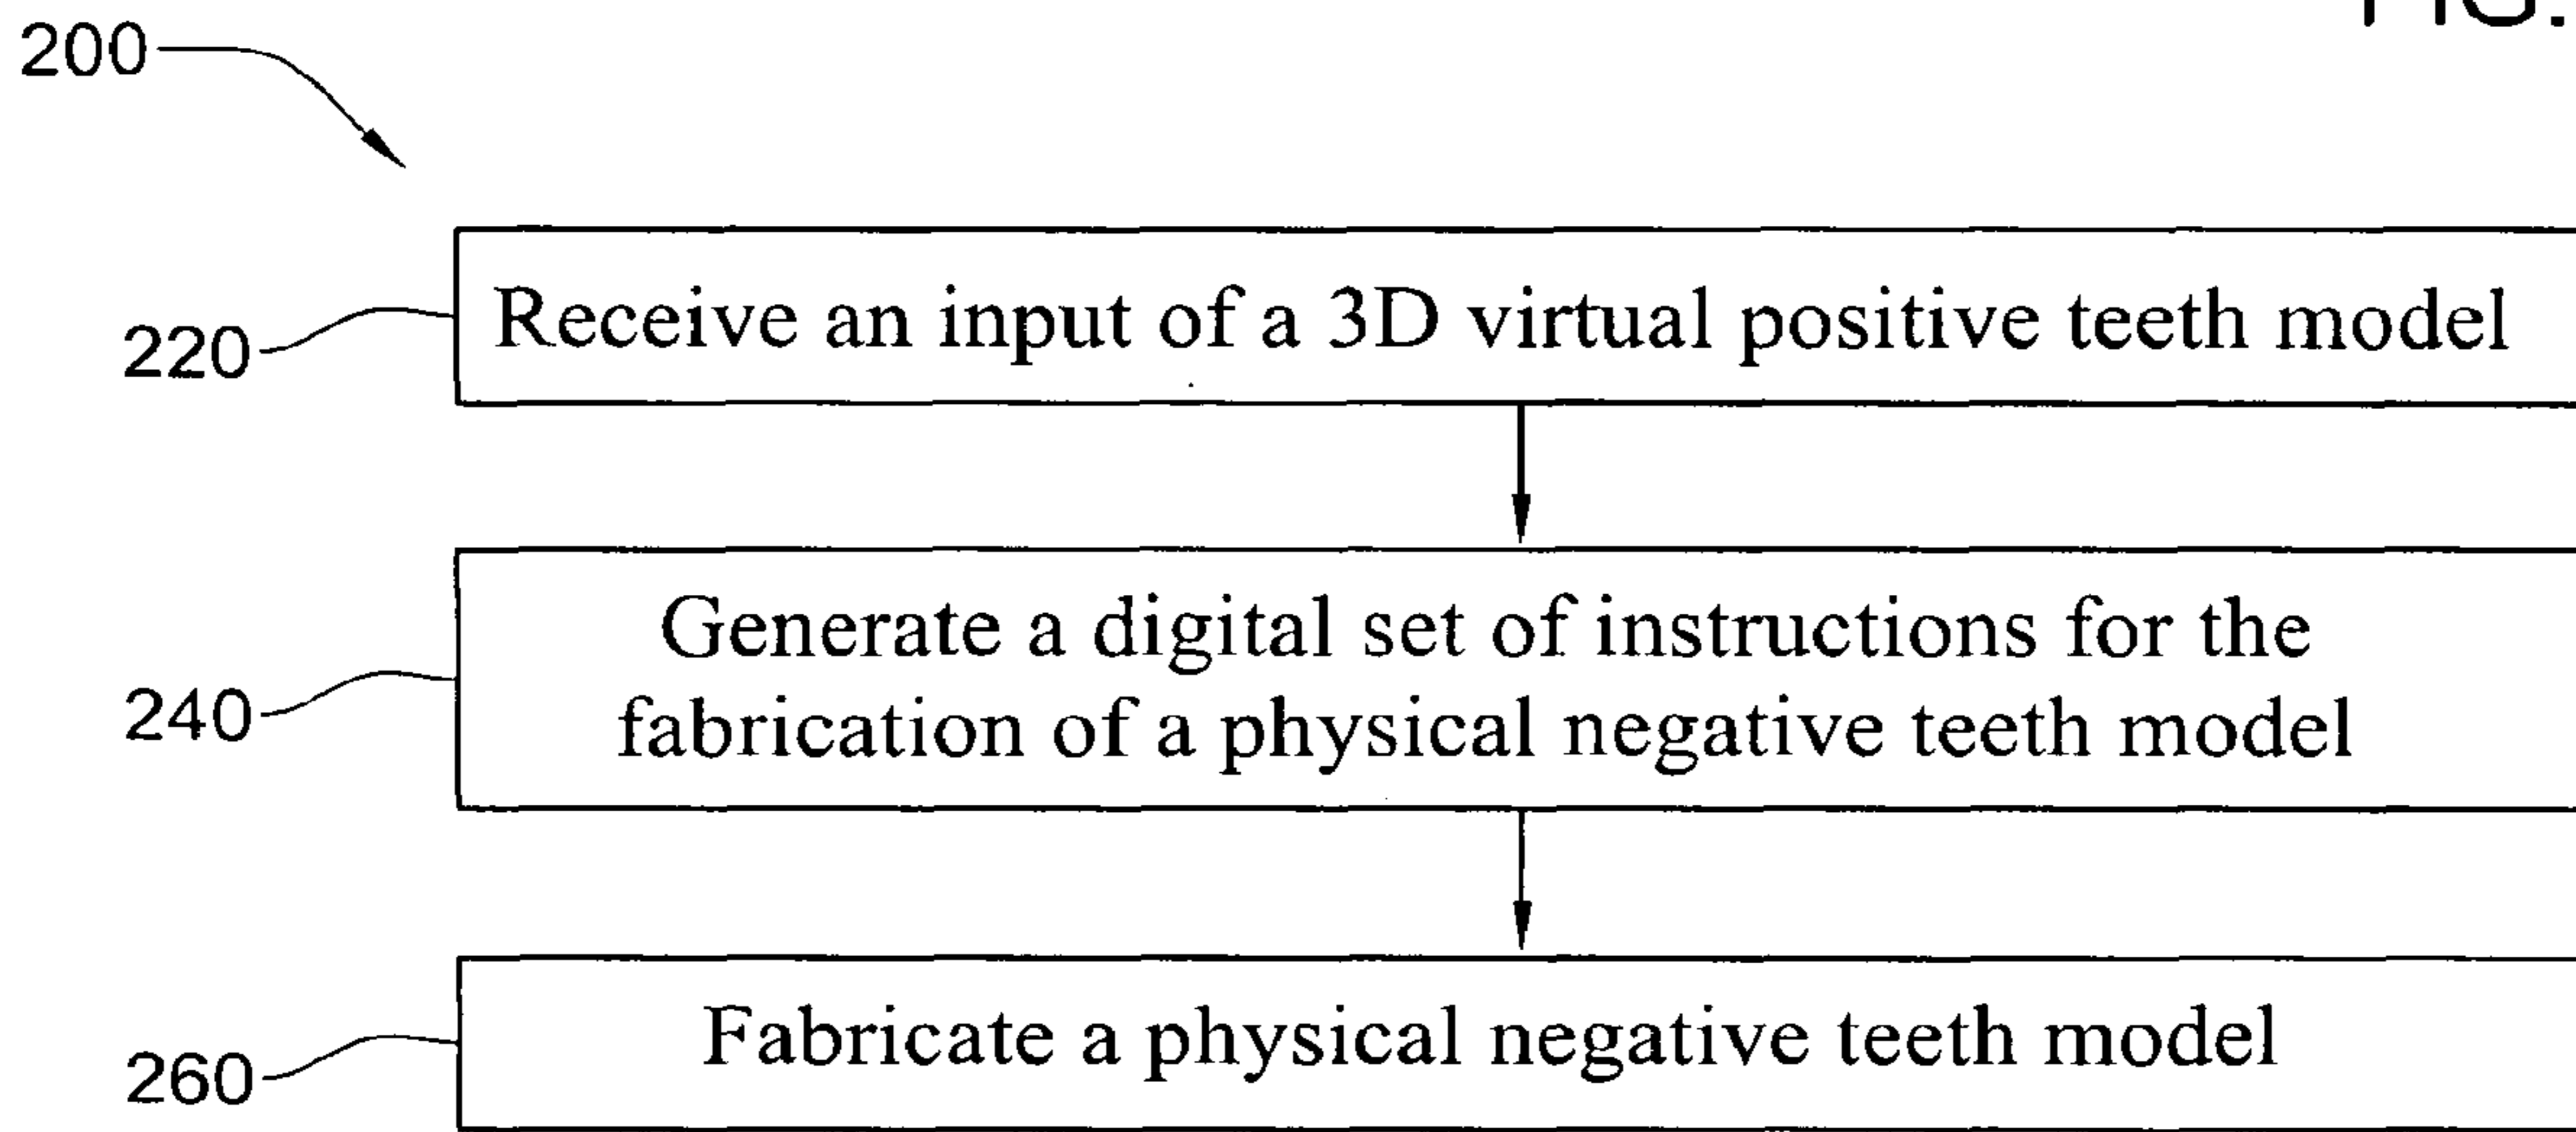 FIG.
200
220
Receive an input of a 3D virtual positive teeth model
240
Generate a digital set of instructions for the
fabrication of a physical negative teeth model
260
Fabricate a physical negative teeth model